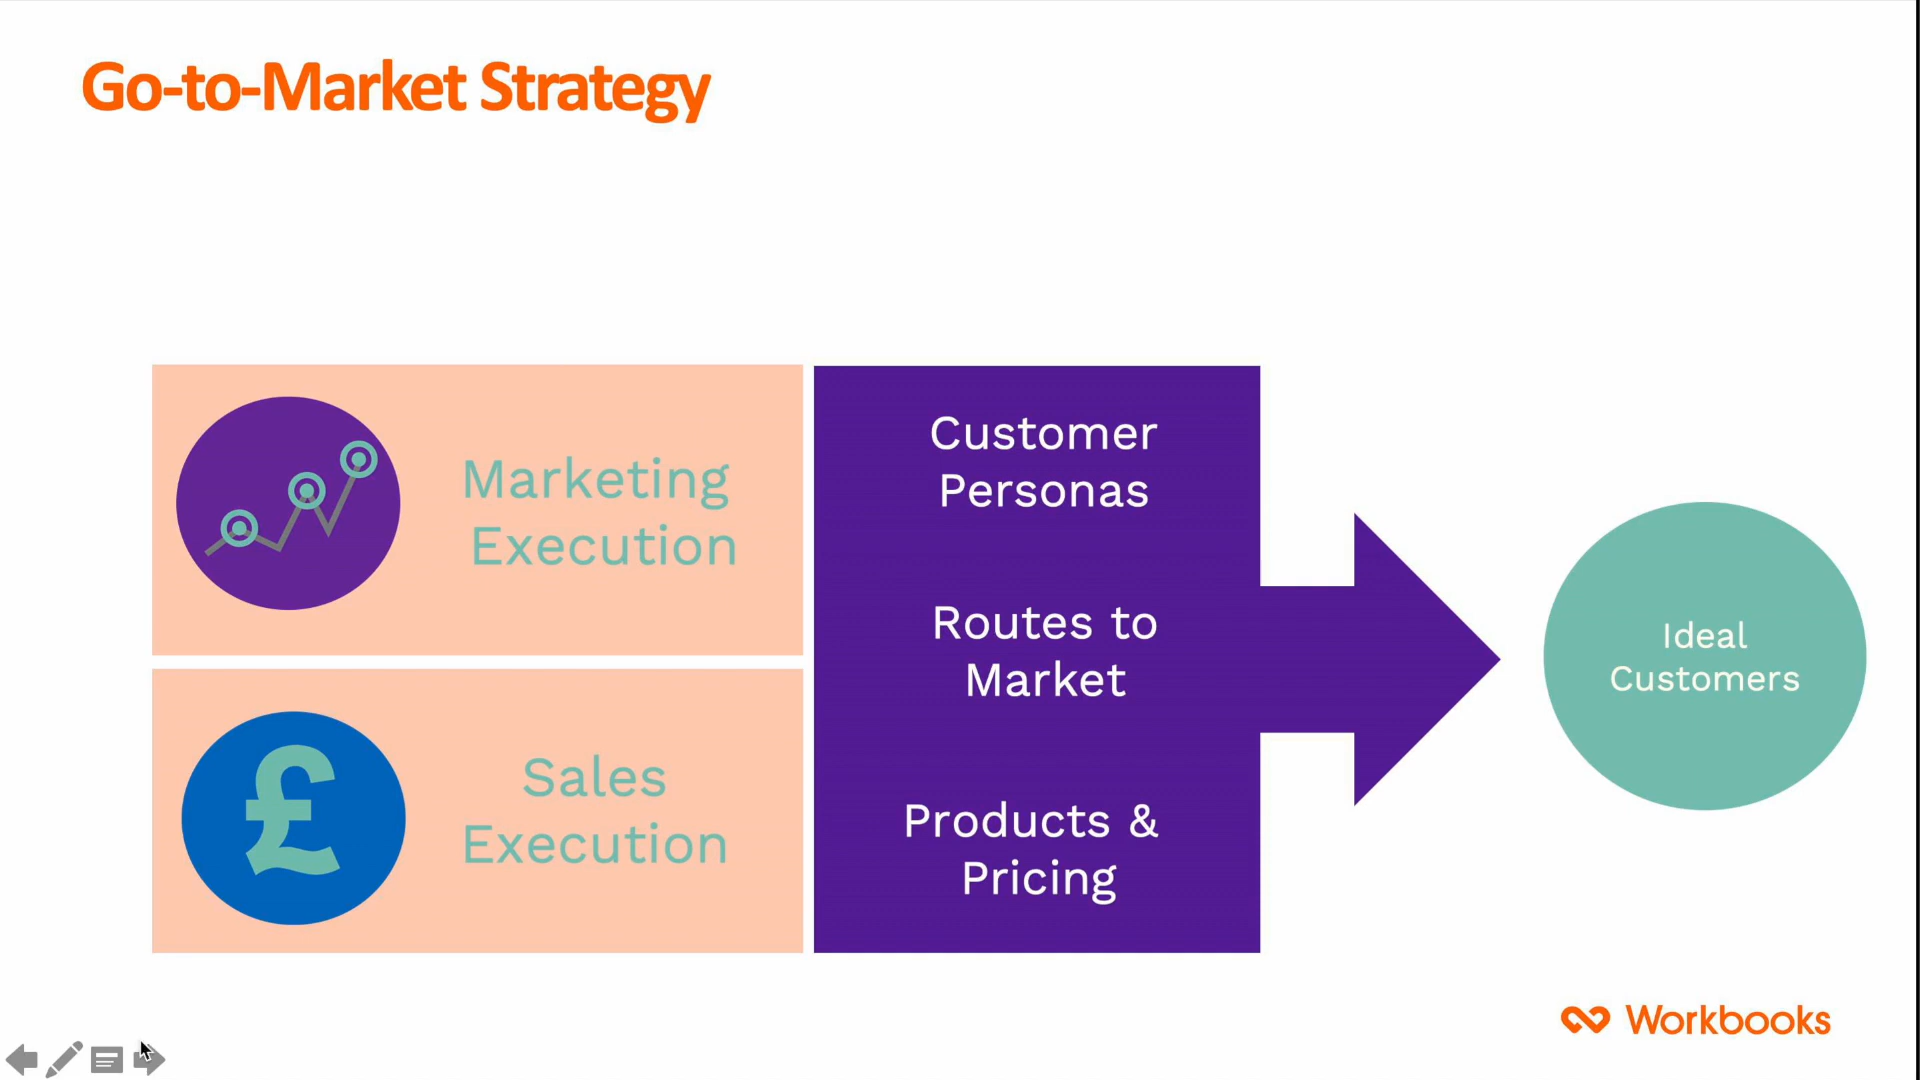 Go-to-Market Strategy
Marketing
Execution
Sales
Execution
Customer
Personas
Routes to
Market
Products &
Pricing
Ideal
Customers
£
Workbooks